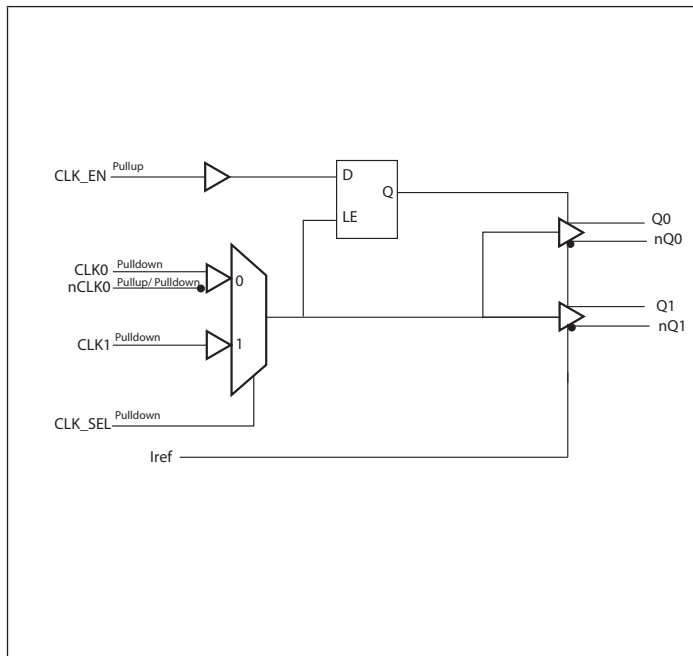 CLK_EN Pullup
D
Q
LE
Q0
nQ0
CLK0 Pulldown
nCLK0 Pullup/ Pulldown
0
Q1
nQ1
CLK1 Pulldown
1
CLK_SEL Pulldown
Iref